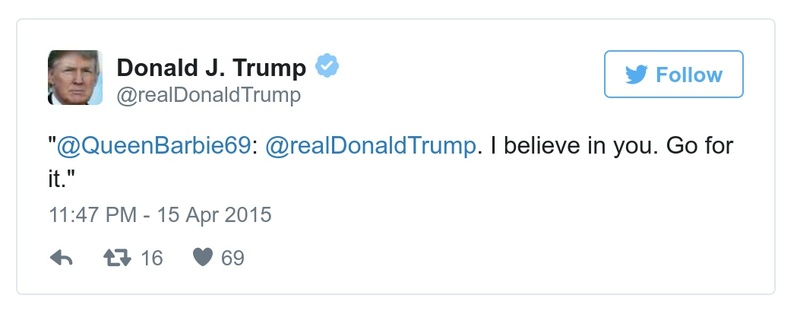 Donald J. Trump
@realDonaldTrump
Follow
"@QueenBarbie69: @realDonaldTrump. I believe in you. Go for
it."
11:47 PM - 15 Apr 2015
16 69